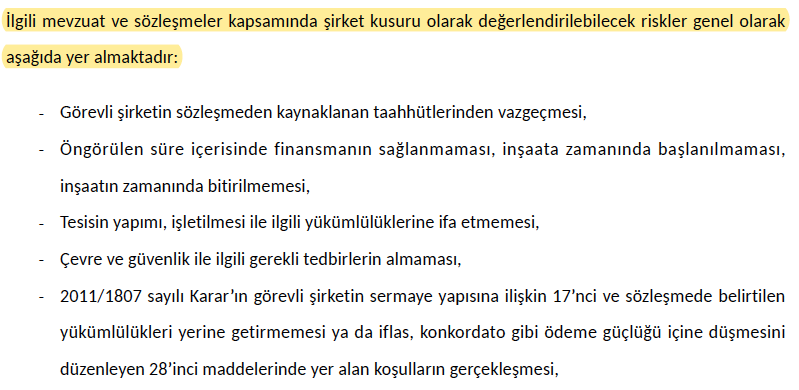 İlgili mevzuat ve sözleşmeler kapsamında şirket kusuru olarak değerlendirilebilecek riskler genel olarak
aşağıda yer almaktadır:
- Görevli şirketin sözleşmeden kaynaklanan taahhütlerinden vazgeçmesi,
- Öngörülen süre içerisinde finansmanın sağlanmaması, inşaata zamanında başlanılmaması,
inşaatın zamanında bitirilmemesi,
- Tesisin yapımı, işletilmesi ile ilgili yükümlülüklerine ifa etmemesi,
- Çevre ve güvenlik ile ilgili gerekli tedbirlerin almaması,
- 2011/1807 sayılı Karar’ın görevli şirketin sermaye yapısına ilişkin 17’nci ve sözleşmede belirtilen
yükümlülükleri yerine getirmemesi ya da iflas, konkordato gibi ödeme güçlüğü içine düşmesini
düzenleyen 28’inci maddelerinde yer alan koşulların gerçekleşmesi,